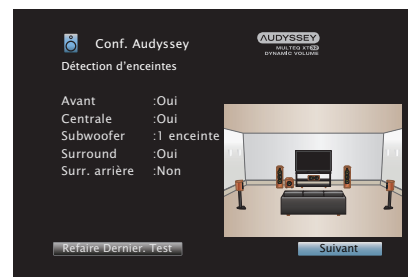 Conf. Audyssey
AUDYSSEY
MULTEQ XT32
DYNAMIC VOLUME
Détection d'enceintes
Avant :Oui
Centrale :Oui
Subwoofer :1 enceinte
Surround :Oui
Surr. arrière :Non
Refaire Dernier. Test
Suivant